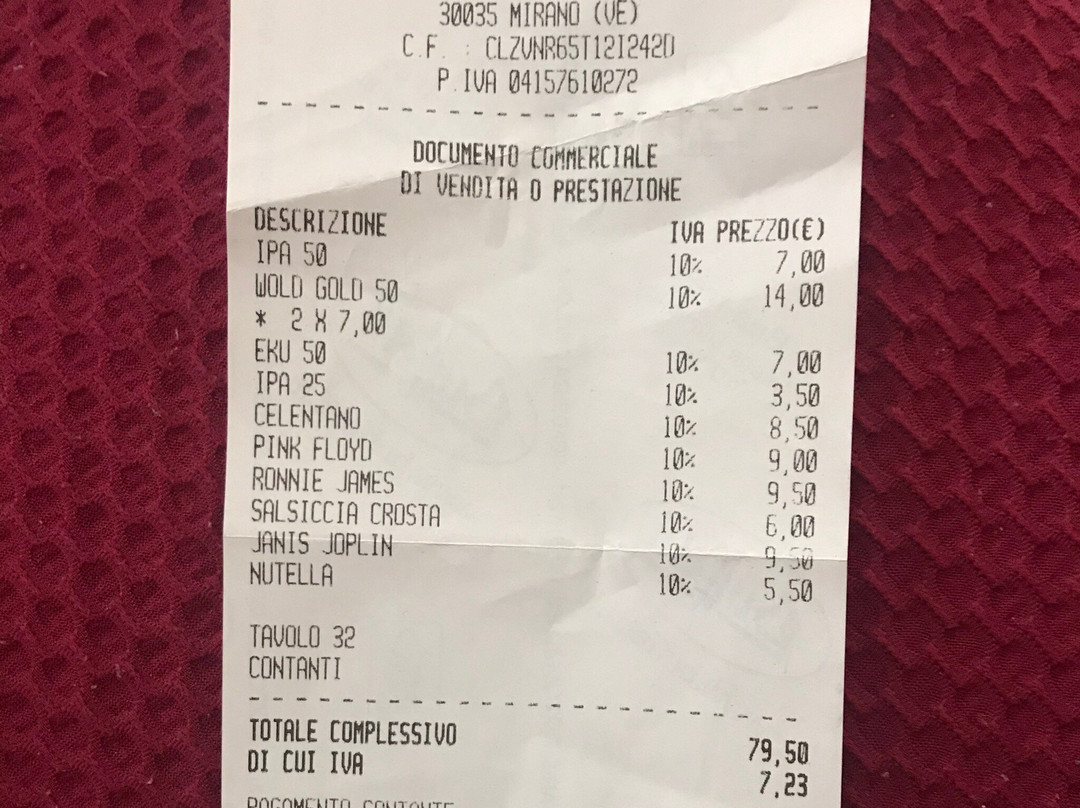 30035 MIRANO (VE)
C.F. : CLZVNR65T12I242D
P.IVA 04157610272
DOCUMENTO COMMERCIALE
DI VENDITA O PRESTAZIONE
DESCRIZIONE IVA PREZZO(€)
IPA 50 10% 7,00
WOLD GOLD 50 10% 14,00
* 2 X 7,00
EKU 50 10% 7,00
IPA 25 10% 3,50
CELENTANO 10% 8,50
PINK FLOYD 10% 9,00
RONNIE JAMES 10% 9,50
SALSICCIA CROSTA 10% 6,00
JANIS JOPLIN 10% 9,50
NUTELLA 10% 5,50
TAVOLO 32
CONTANTI
TOTALE COMPLESSIVO 79,50
DI CUI IVA 7,23